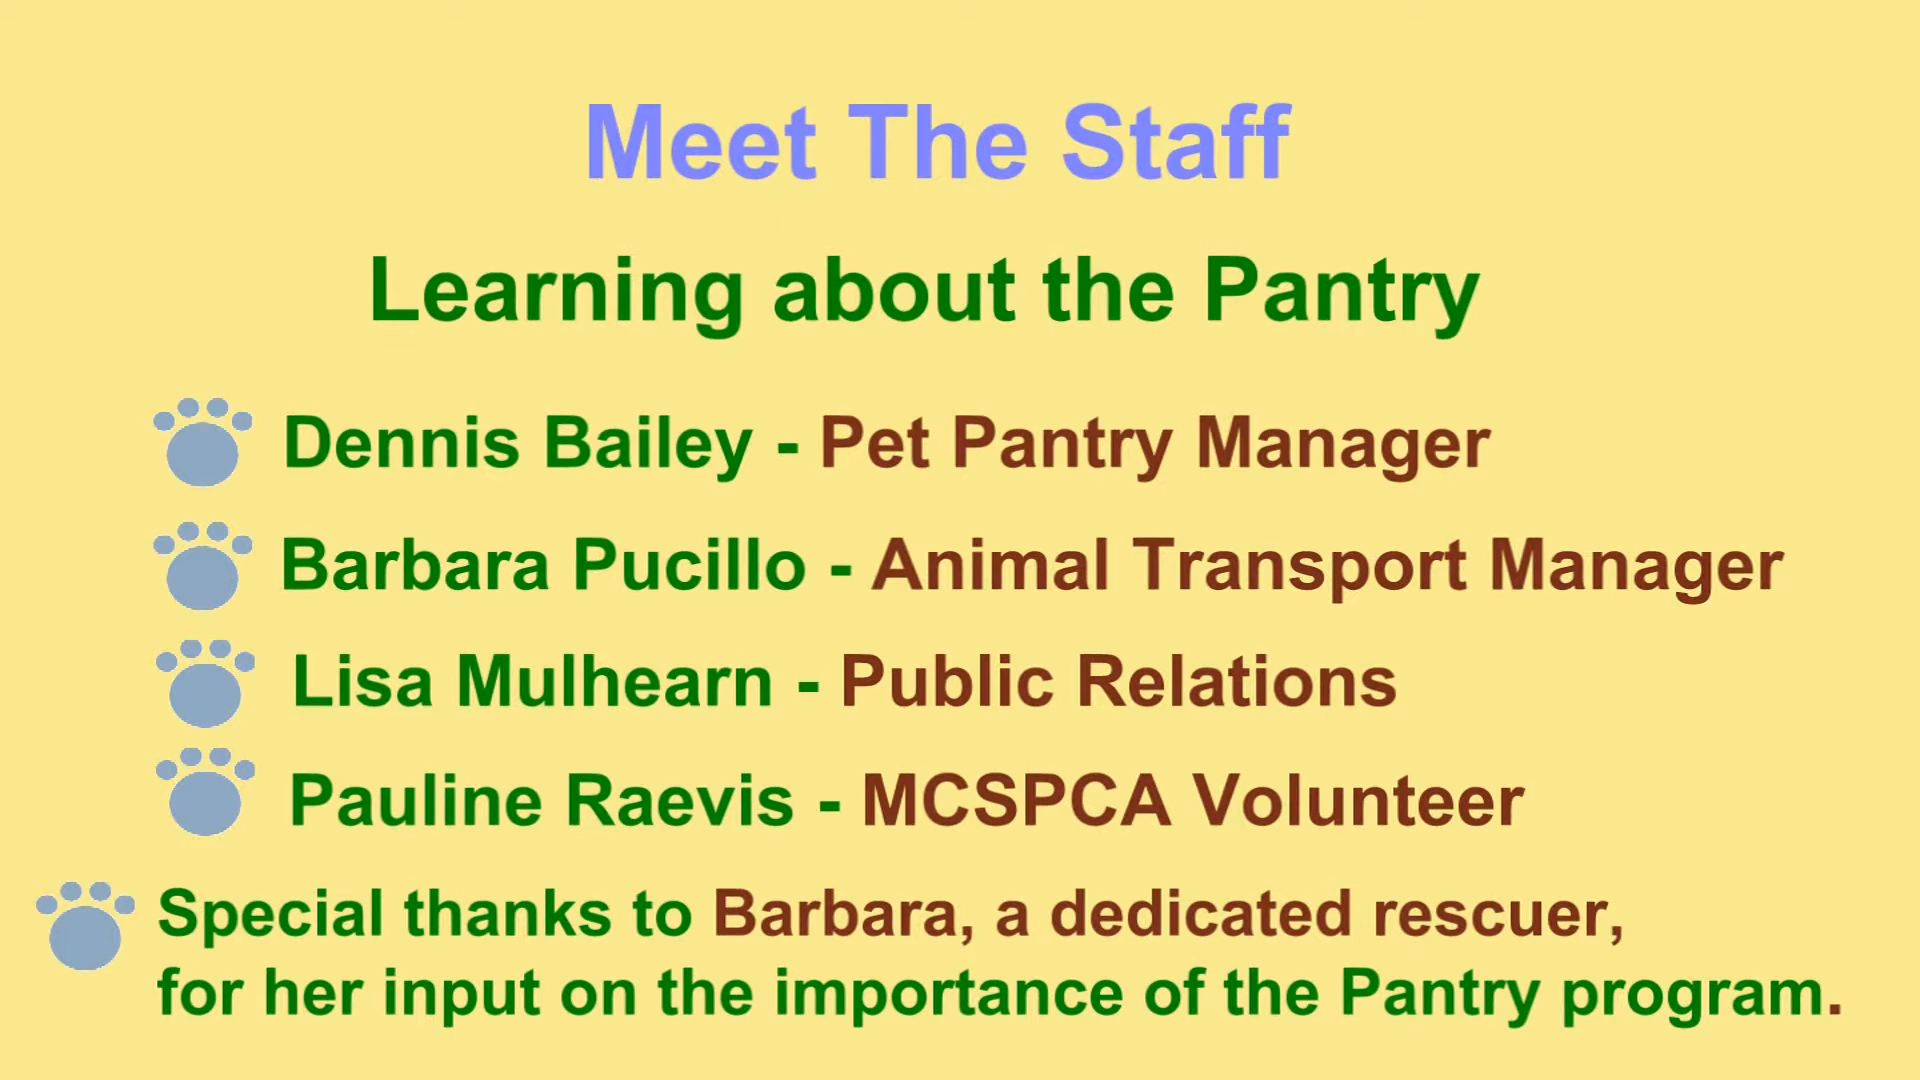 Meet The Staff
Learning about the Pantry
Dennis Bailey - Pet Pantry Manager
Barbara Pucillo - Animal Transport Manager
Lisa Mulhearn - Public Relations
Pauline Raevis - MCSPCA Volunteer
Special thanks to Barbara, a dedicated rescuer,
for her input on the importance of the Pantry program.